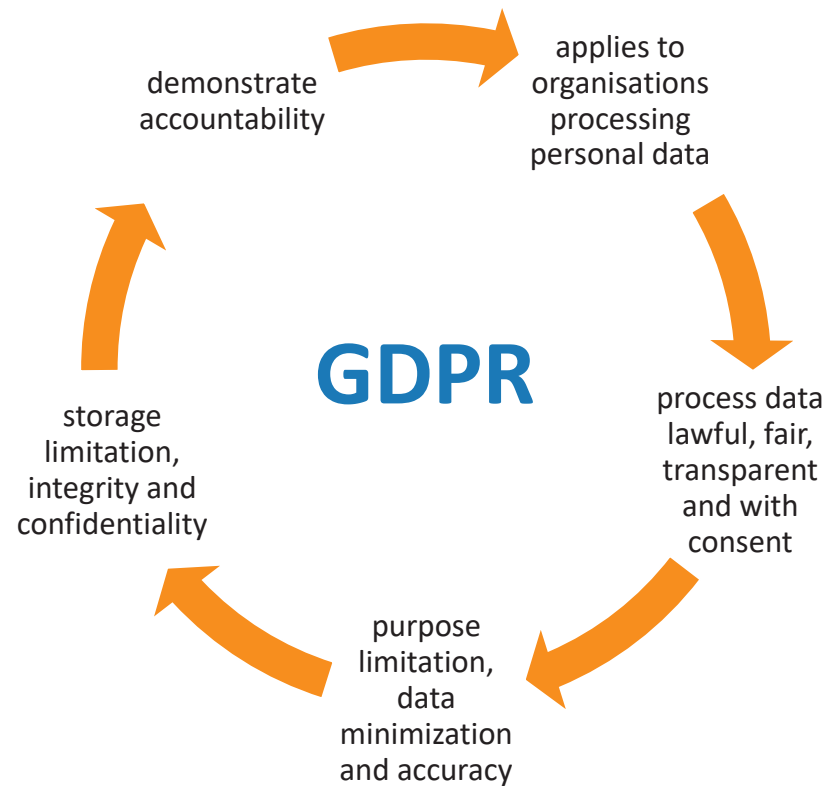 applies to
organisations
processing
personal data
process data
lawful, fair,
transparent
and with
consent
purpose
limitation,
data
minimization
and accuracy
storage
limitation,
integrity and
confidentiality
demonstrate
accountability
GDPR